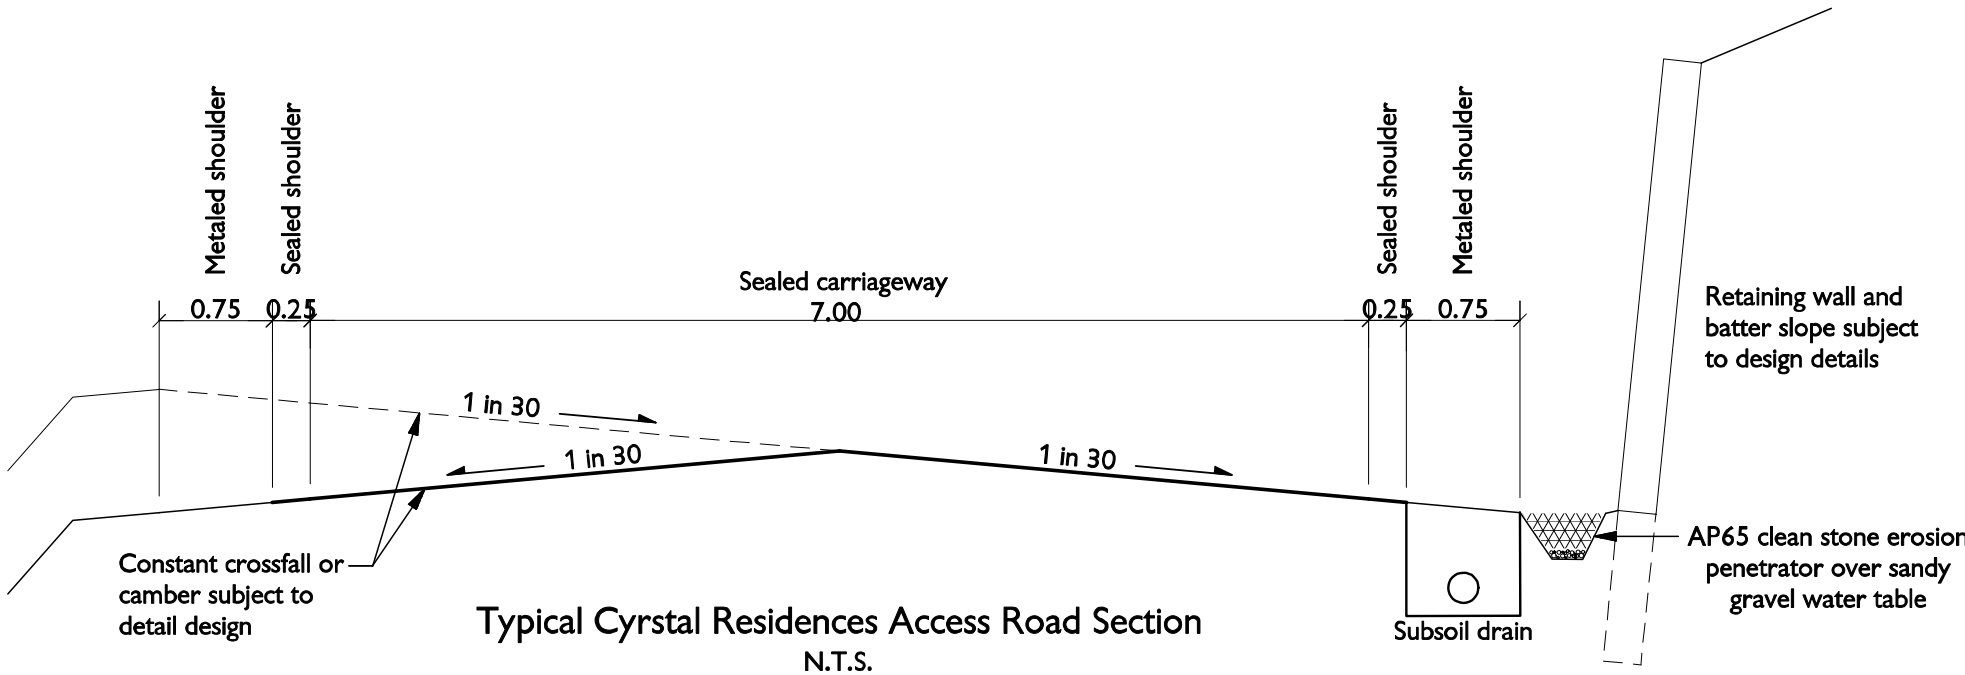 Metaled shoulder
Sealed shoulder
Sealed shoulder
Metaled shoulder
Sealed carriageway
0.75
0.25
7.00
0.25
0.75
Retaining wall and
batter slope subject
to design details
1 in 30
1 in 30
1 in 30
AP65 clean stone erosion
penetrator over sandy
gravel water table
Constant crossfall or
camber subject to
detail design
Typical Cyrstal Residences Access Road Section
N.T.S.
Subsoil drain